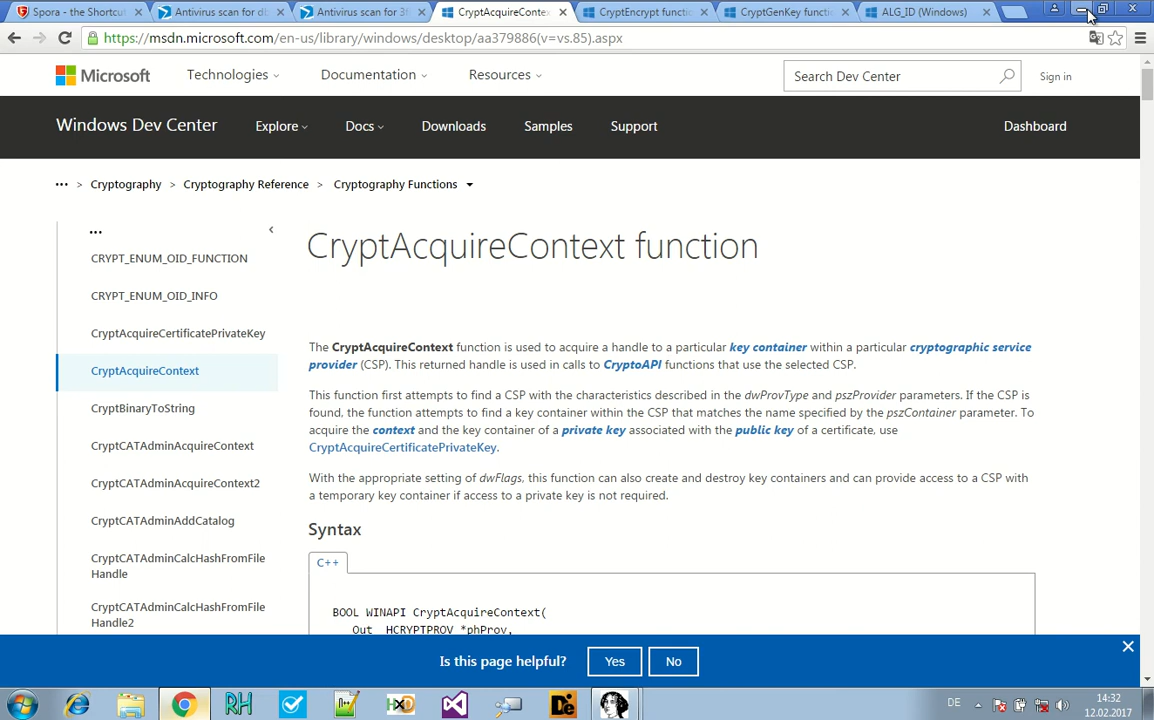 Spora - the Shortcut
Antivirus scan for db
Antivirus scan for 3f
CryptAcquireContex
CryptEncrypt functio
CryptGenKey functio
ALG_ID (Windows)
https://msdn.microsoft.com/en-us/library/windows/desktop/aa379886(v=vs.85).aspx
Microsoft
Technologies
Documentation
Resources
Search Dev Center
Sign in
Windows Dev Center
Explore
Docs
Downloads
Samples
Support
Dashboard
••• > Cryptography > Cryptography Reference > Cryptography Functions
...
CRYPT_ENUM_OID_FUNCTION
CRYPT_ENUM_OID_INFO
CryptAcquireCertificatePrivateKey
CryptAcquireContext
CryptBinaryToString
CryptCATAdminAcquireContext
CryptCATAdminAcquireContext2
CryptCATAdminAddCatalog
CryptCATAdminCalcHashFromFile
Handle
CryptCATAdminCalcHashFromFile
Handle2
CryptAcquireContext function
The CryptAcquireContext function is used to acquire a handle to a particular key container within a particular cryptographic service
provider (CSP). This returned handle is used in calls to CryptoAPI functions that use the selected CSP.
This function first attempts to find a CSP with the characteristics described in the dwProvType and pszProvider parameters. If the CSP is
found, the function attempts to find a key container within the CSP that matches the name specified by the pszContainer parameter. To
acquire the context and the key container of a private key associated with the public key of a certificate, use
CryptAcquireCertificatePrivateKey.
With the appropriate setting of dwFlags, this function can also create and destroy key containers and can provide access to a CSP with
a temporary key container if access to a private key is not required.
Syntax
C++
BOOL WINAPI CryptAcquireContext(
Out HCRYPTPROV *phProv,
Is this page helpful?
Yes
No
RH
De
DE
14:32
12.02.2017